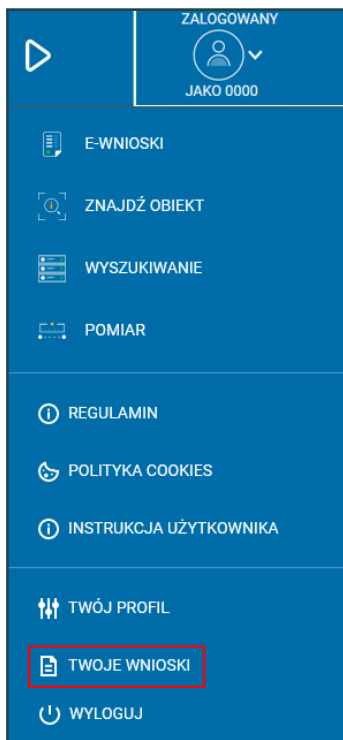 ZALOGOWANY
JAKO 0000
E-WNIOSKI
ZNAJDŹ OBIEKT
WYSZUKIWANIE
POMIAR
REGULAMIN
POLITYKA COOKIES
INSTRUKCJA UŻYTKOWNIKA
TWÓJ PROFIL
TWOJE WNIOSKI
WYLOGUJ